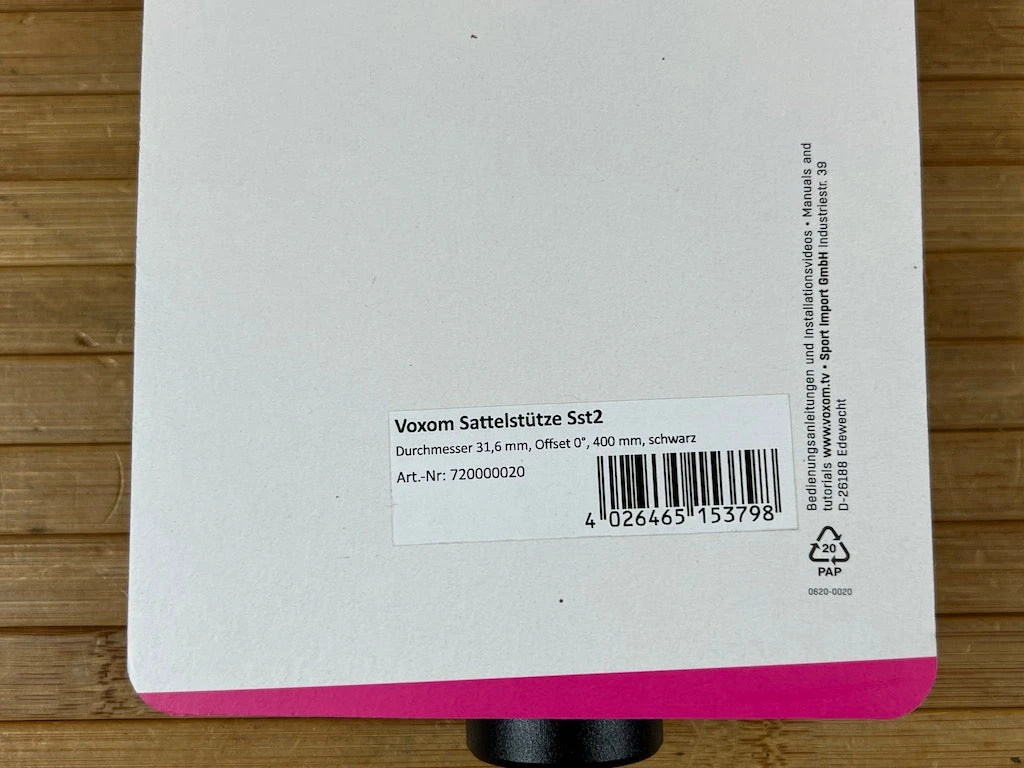 Voxom Sattelstütze Sst2
Durchmesser 31,6 mm, Offset 0°, 400 mm, schwarz
Art.-Nr: 720000020
4 026465 153798
Bedienungsanleitungen und Installationsvideos • Manuals and
tutorials www.voxom.tv • Sport Import GmbH Industriestr. 39
D-26188 Edewecht
20
PAP
0620-0020